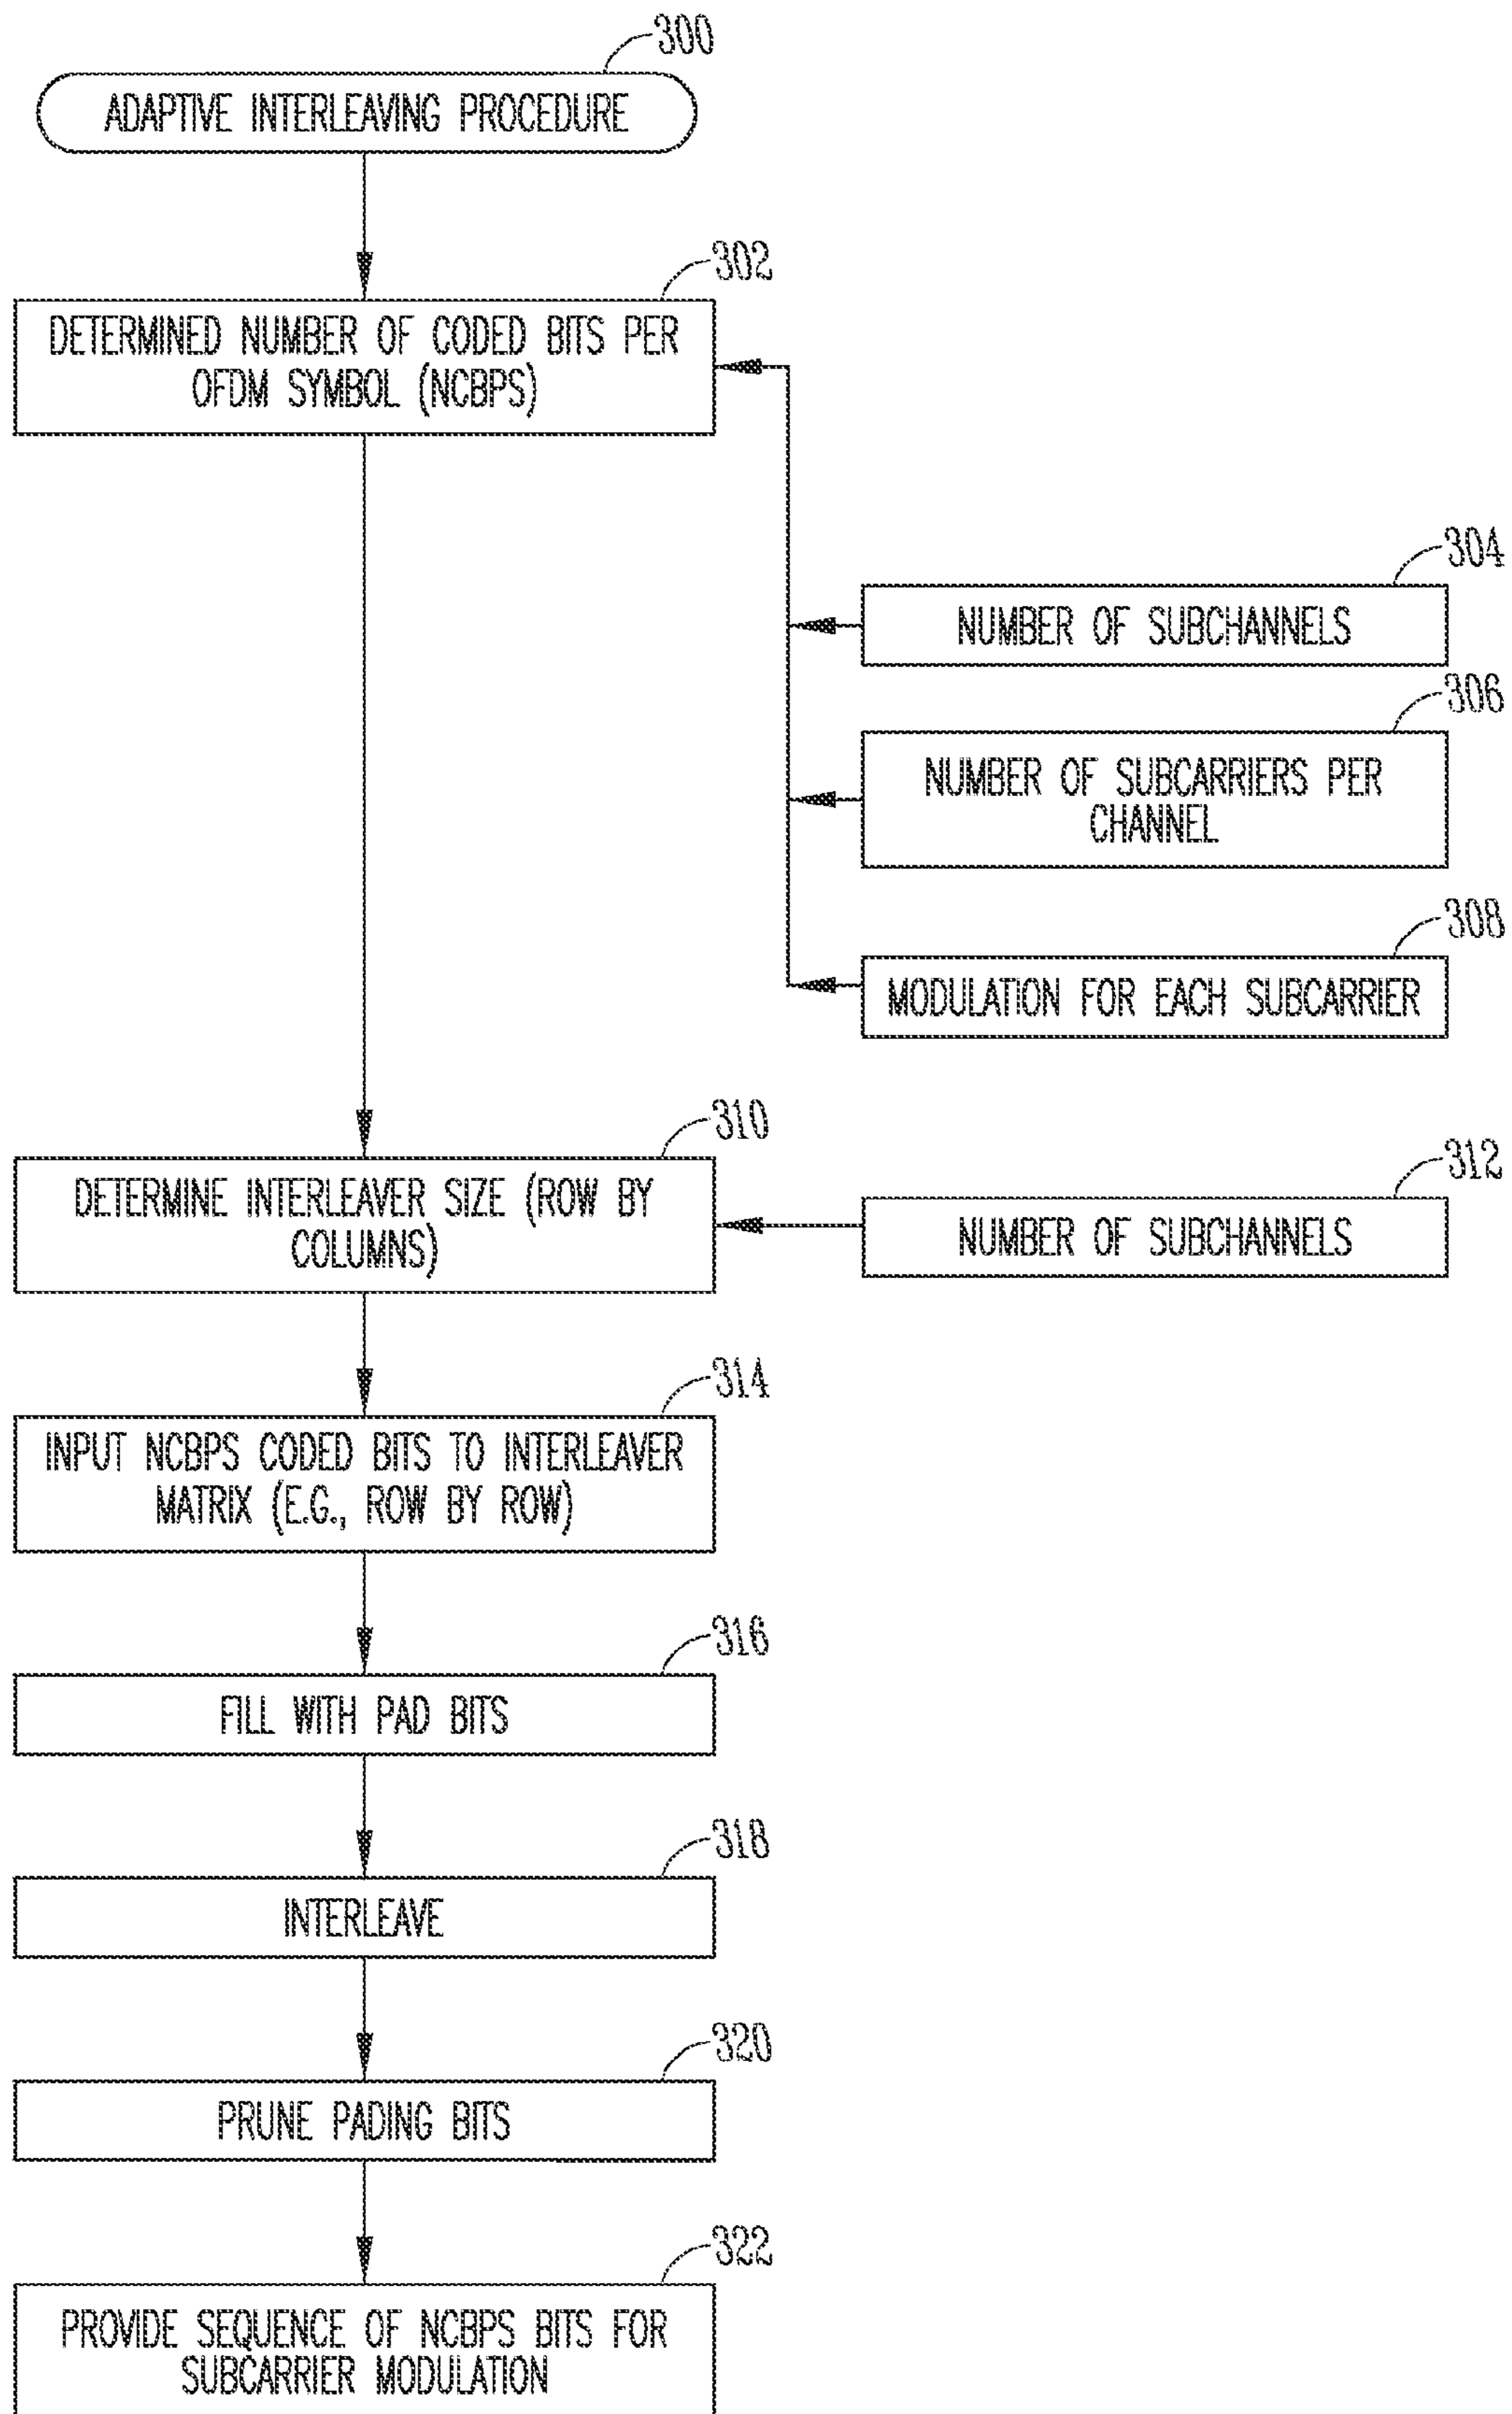 300
ADAPTIVE INTERLEAVING PROCEDURE
302
DETERMINED NUMBER OF CODED BITS PER
OFDM SYMBOL (NCBPS)
304
NUMBER OF SUBCHANNELS
306
NUMBER OF SUBCARRIERS PER
CHANNEL
308
MODULATION FOR EACH SUBCARRIER
310
DETERMINE INTERLEAVER SIZE (ROW BY
COLUMNS)
312
NUMBER OF SUBCHANNELS
314
INPUT NCBPS CODED BITS TO INTERLEAVER
MATRIX (E.G., ROW BY ROW)
316
FILL WITH PAD BITS
318
INTERLEAVE
320
PRUNE PADING BITS
322
PROVIDE SEQUENCE OF NCBPS BITS FOR
SUBCARRIER MODULATION